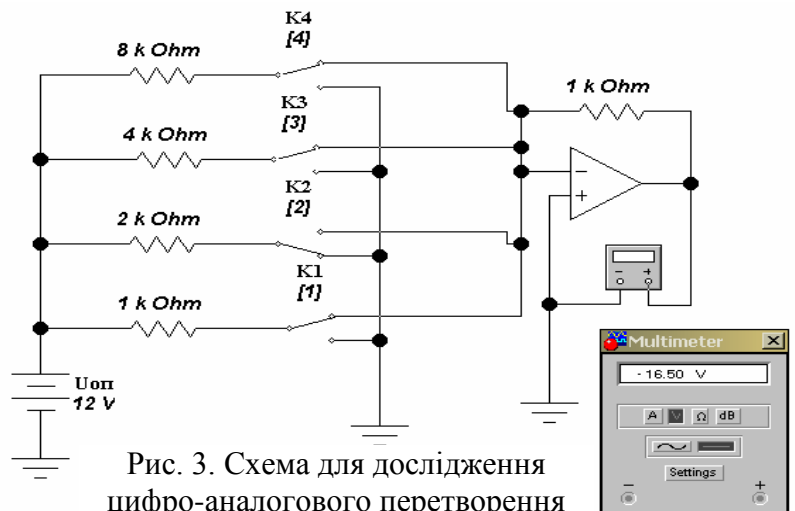 K4
[4]
8 k Ohm
1 k Ohm
K3
[3]
4 k Ohm
K2
[2]
2 k Ohm
K1
[1]
1 k Ohm
Uоп
12 V
Multimeter
-16.50 V
A V Ω dB
Settings
Рис. 3. Схема для дослідження
цифро-аналогового перетворення